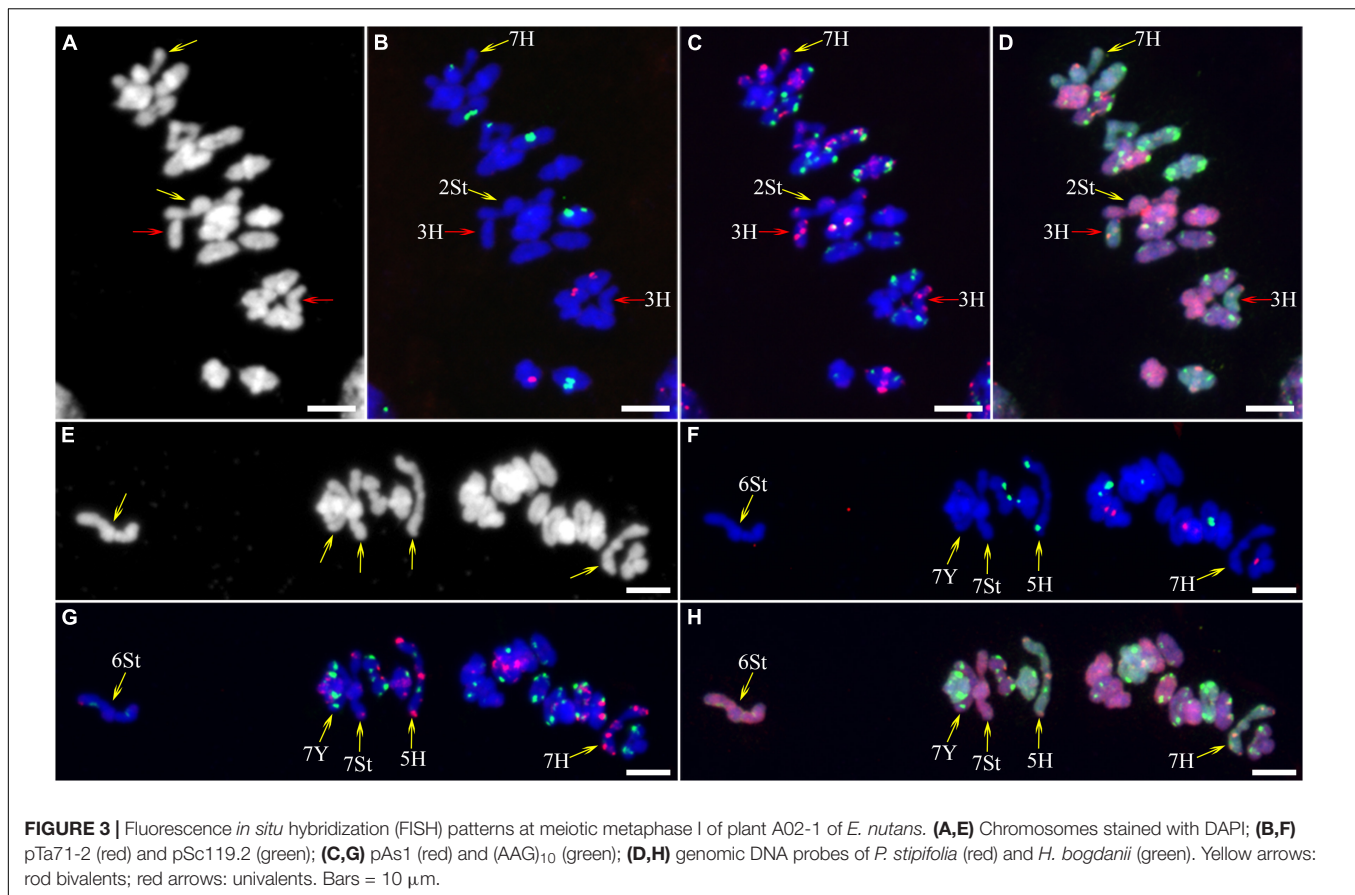 A
B
7H
C
7H
D
7H
2St
2St
3H
3H
3H
3H
3H
3H
E
F
6St
7Y
7St
5H
7H
G
6St
7Y
7St
5H
7H
H
6St
7Y
7St
5H
7H
FIGURE 3 | Fluorescence in situ hybridization (FISH) patterns at meiotic metaphase I of plant A02-1 of E. nutans. (A,E) Chromosomes stained with DAPI; (B,F)
pTa71-2 (red) and pSc119.2 (green); (C,G) pAs1 (red) and (AAG)10 (green); (D,H) genomic DNA probes of P. stipifolia (red) and H. bogdanii (green). Yellow arrows:
rod bivalents; red arrows: univalents. Bars = 10 μm.